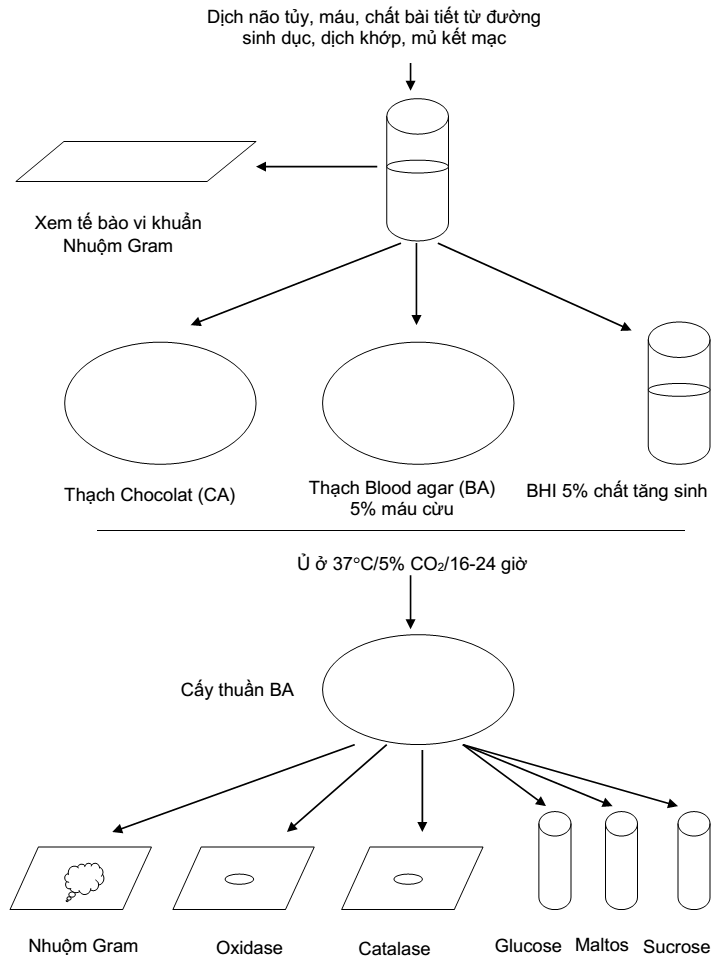 Dịch não tủy, máu, chất bài tiết từ đường
sinh dục, dịch khớp, mủ kết mạc
Xem tế bào vi khuẩn
Nhuộm Gram
Thạch Chocolat (CA)
Thạch Blood agar (BA)
5% máu cừu
BHI 5% chất tăng sinh
Ủ ở 37°C/5% CO₂/16-24 giờ
Cấy thuần BA
Nhuộm Gram
Oxidase
Catalase
Glucose
Maltos
Sucrose